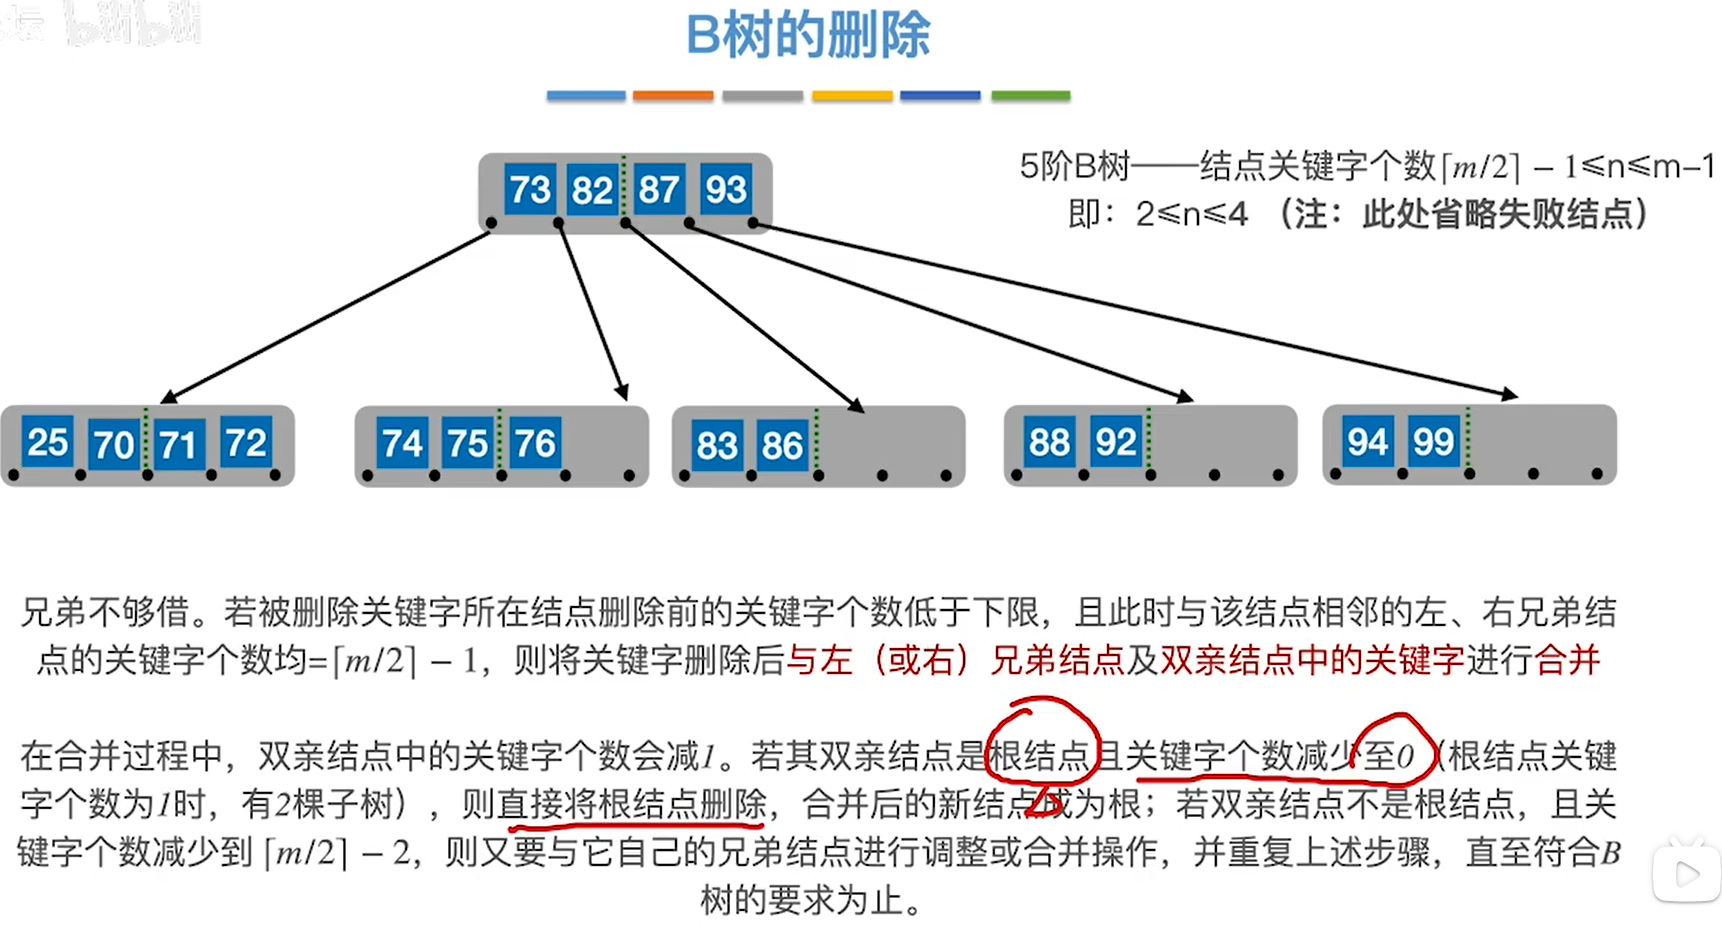 坛 bilibili
B树的删除
5阶B树——结点关键字个数⌈m/2⌉ − 1≤n≤m−1
即：2≤n≤4 （注：此处省略失败结点）
73 82 87 93
25 70 71 72
74 75 76
83 86
88 92
94 99
兄弟不够借。若被删除关键字所在结点删除前的关键字个数低于下限，且此时与该结点相邻的左、右兄弟结
点的关键字个数均=⌈m/2⌉ − 1，则将关键字删除后与左（或右）兄弟结点及双亲结点中的关键字进行合并
在合并过程中，双亲结点中的关键字个数会减1。若其双亲结点是根结点且关键字个数减少至0（根结点关键
字个数为1时，有2棵子树），则直接将根结点删除，合并后的新结点成为根；若双亲结点不是根结点，且关
键字个数减少到⌈m/2⌉ − 2，则又要与它自己的兄弟结点进行调整或合并操作，并重复上述步骤，直至符合B
树的要求为止。